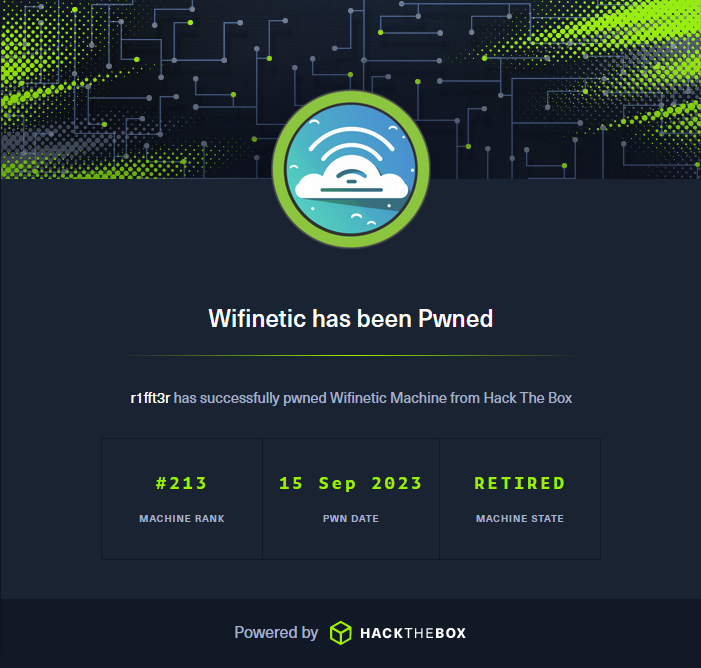 Wifinetic has been Pwned
r1fft3r has successfully pwned Wifinetic Machine from Hack The Box
#213 15 Sep 2023 RETIRED
MACHINE RANK PWN DATE MACHINE STATE
Powered by HACKTHEBOX